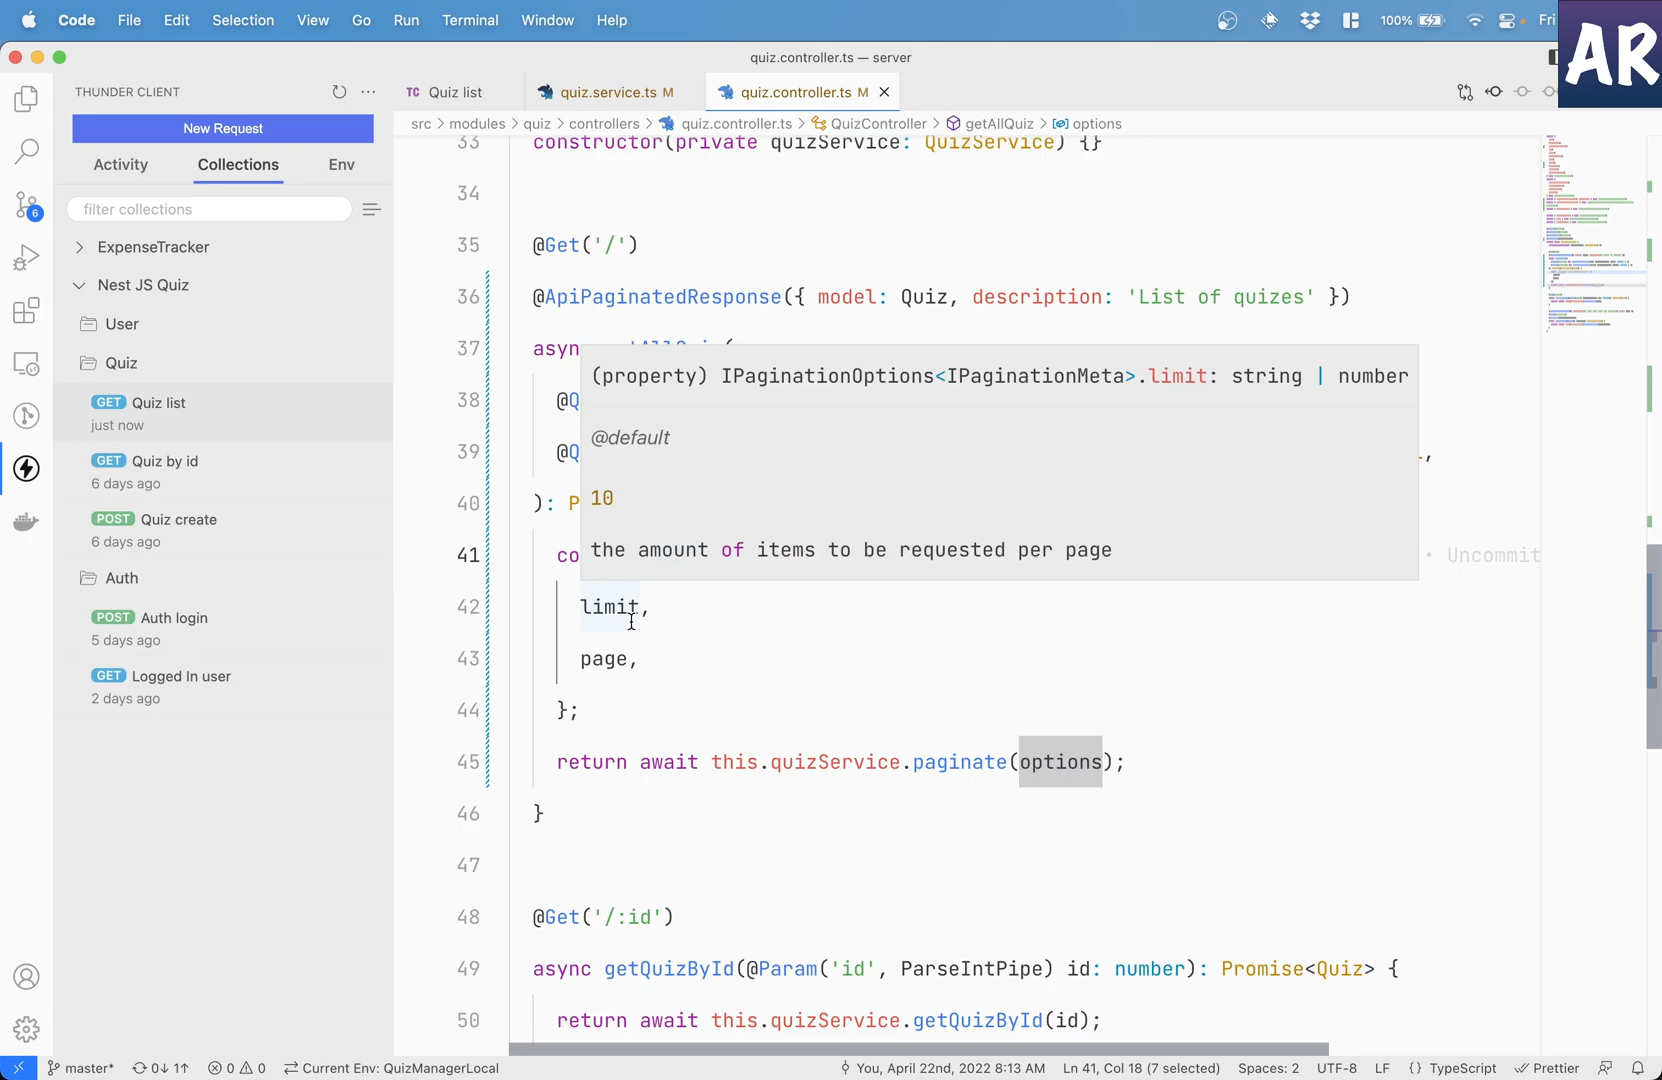 Code File Edit Selection View Go Run Terminal Window Help 100% Fri
AR
quiz.controller.ts — server
THUNDER CLIENT
New Request
Activity Collections Env
filter collections
ExpenseTracker
Nest JS Quiz
User
Quiz
GET Quiz list
just now
GET Quiz by id
6 days ago
POST Quiz create
6 days ago
Auth
POST Auth login
5 days ago
GET Logged In user
2 days ago
6
TC Quiz list quiz.service.ts M quiz.controller.ts M
src > modules > quiz > controllers > quiz.controller.ts > QuizController > getAllQuiz > options
33 constructor(private quizService: QuizService) {}
34
35 @Get('/')
36 @ApiPaginatedResponse({ model: Quiz, description: 'List of quizes' })
37 asyn
(property) IPaginationOptions<IPaginationMeta>.limit: string | number
38 @Q
@default
39 @Q ,
40 ): P
10
the amount of items to be requested per page
41 co • Uncommit
42 limit,
43 page,
44 };
45 return await this.quizService.paginate(options);
46 }
47
48 @Get('/:id')
49 async getQuizById(@Param('id', ParseIntPipe) id: number): Promise<Quiz> {
50 return await this.quizService.getQuizById(id);
master* 0↓ 1↑ 0 0 Current Env: QuizManagerLocal You, April 22nd, 2022 8:13 AM Ln 41, Col 18 (7 selected) Spaces: 2 UTF-8 LF {} TypeScript Prettier